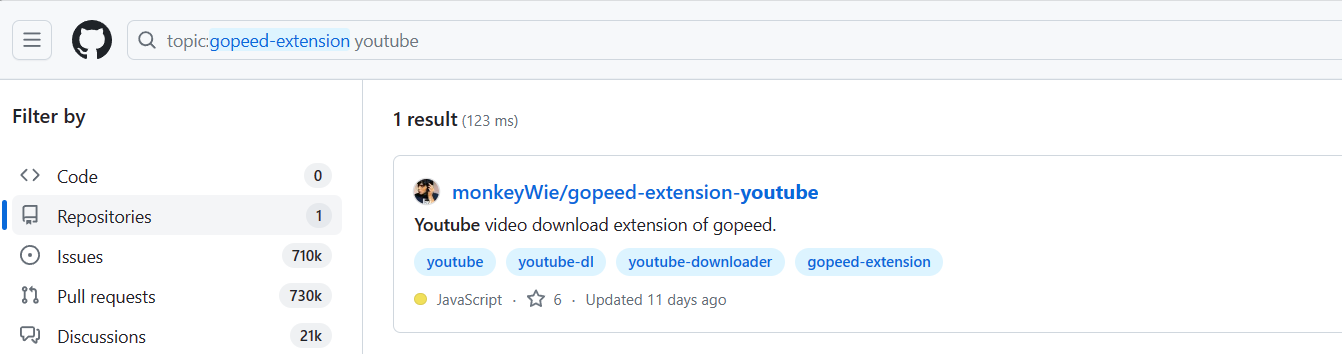 topic:gopeed-extension youtube
Filter by
Code 0
Repositories 1
Issues 710k
Pull requests 730k
Discussions 21k
1 result (123 ms)
monkeyWie/gopeed-extension-youtube
Youtube video download extension of gopeed.
youtube youtube-dl youtube-downloader gopeed-extension
JavaScript · 6 · Updated 11 days ago